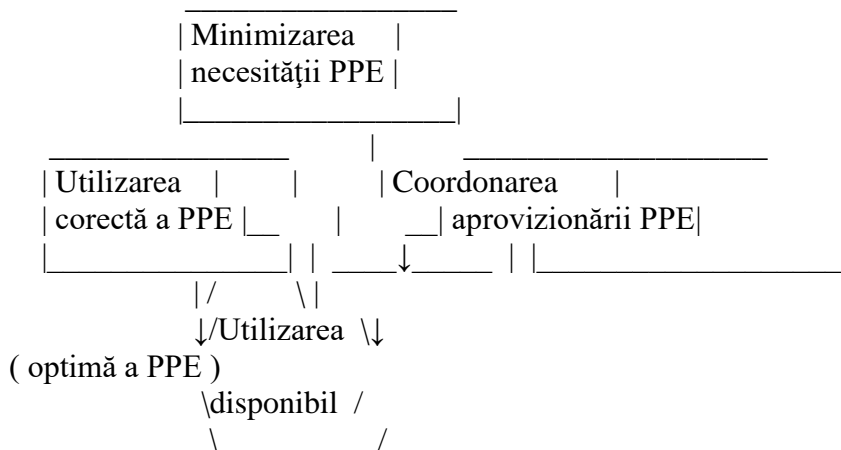 Minimizarea
necesităţii PPE
Utilizarea
corectă a PPE
Coordonarea
aprovizionării PPE
Utilizarea
( optimă a PPE )
disponibil